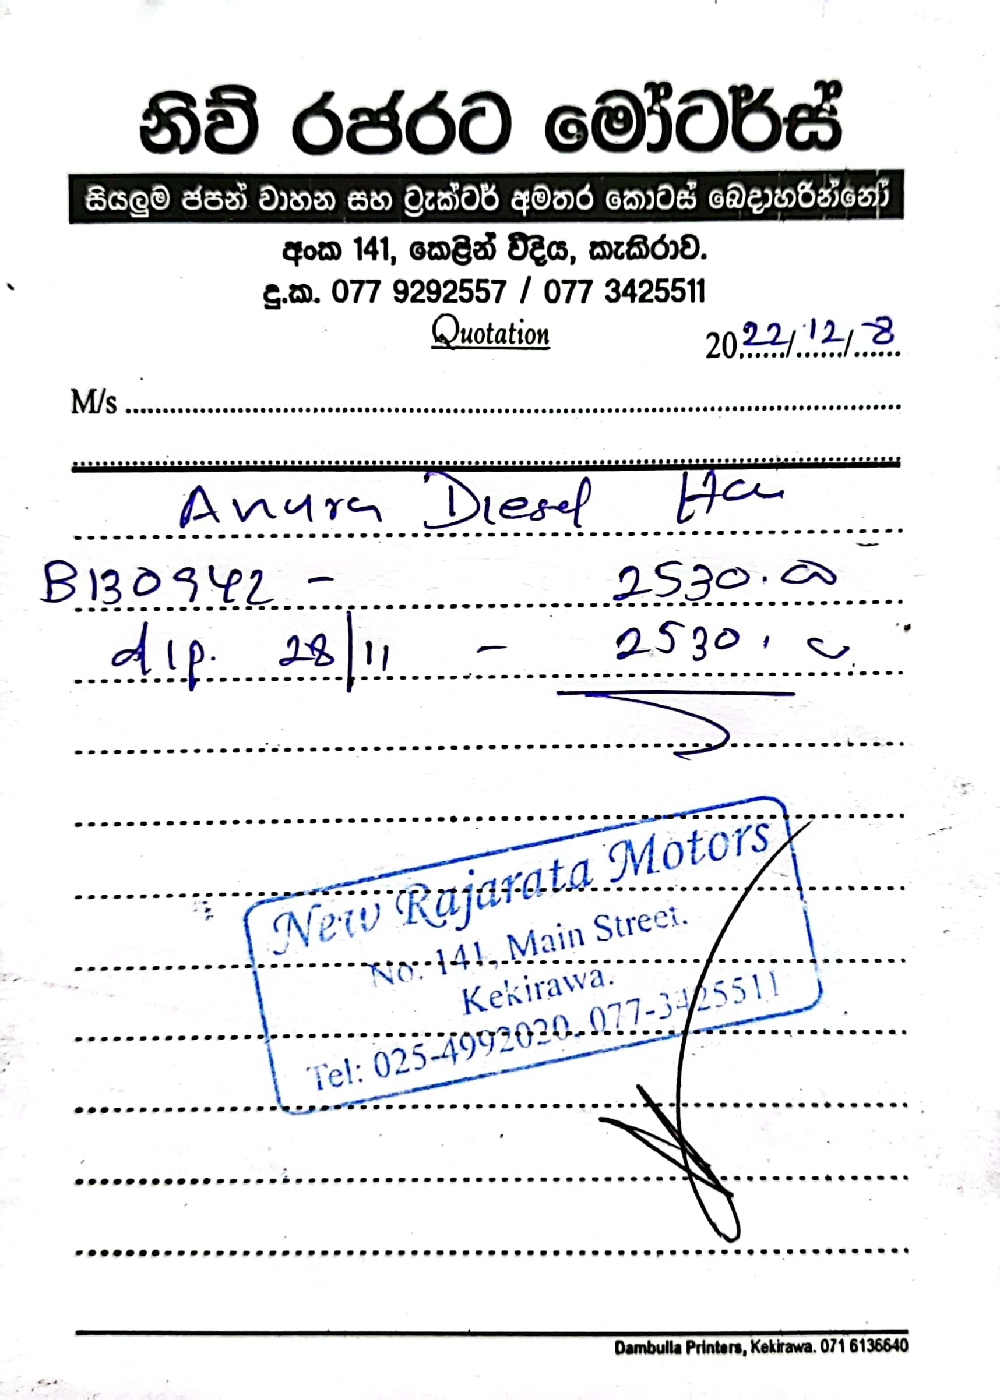 නිව් රජරට මෝටර්ස්
සියලුම ජපන් වාහන සහ ට්‍රැක්ටර් අමතර කොටස් බෙදාහරින්නෝ
අංක 141, කෙළින් වීදිය, කැකිරාව.
දු.ක. 077 9292557 / 077 3425511
Quotation
2022/12/8
M/s
Anura Diesel
B130942 - 2530.00
d/p. 28/11 - 2530.00
New Rajarata Motors
No. 141, Main Street.
Kekirawa.
Tel: 025-4992020, 077-3425511
Dambulla Printers, Kekirawa. 071 6136640